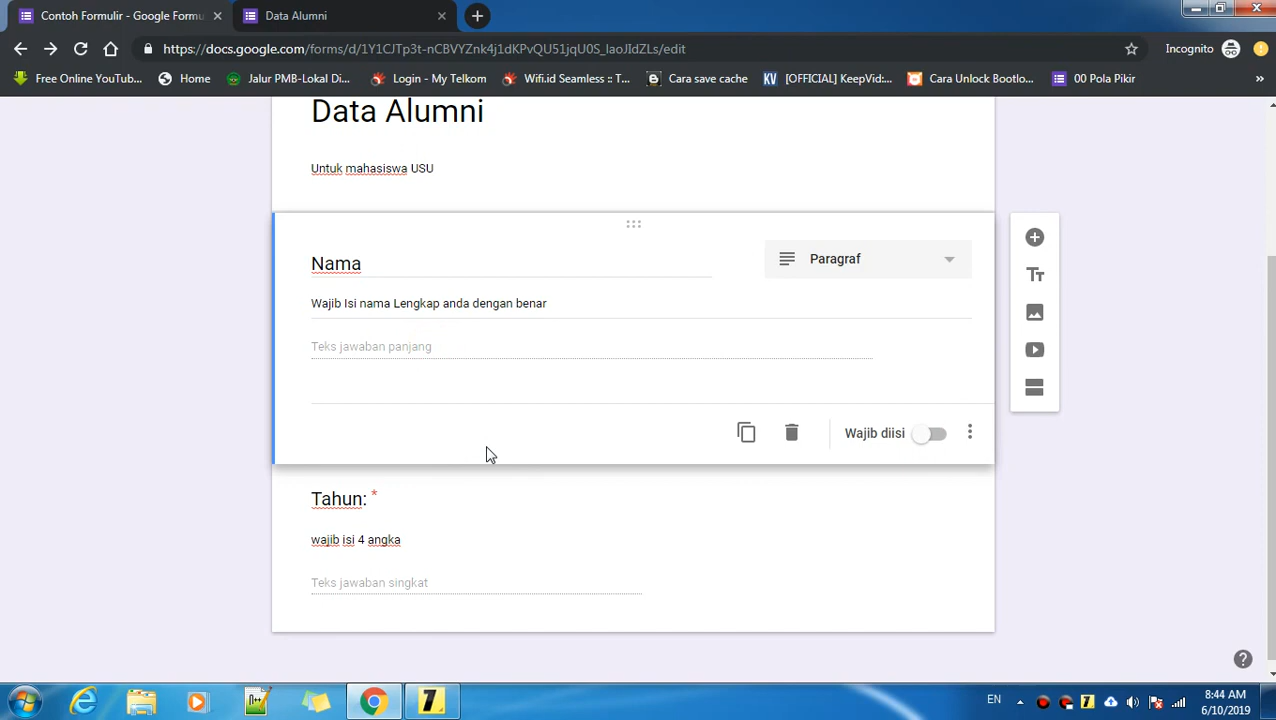 Contoh Formulir - Google Formu
Data Alumni
https://docs.google.com/forms/d/1Y1CJTp3t-nCBVYZnk4j1dKPvQU51jqU0S_laoJIdZLs/edit
Incognito
Free Online YouTub...
Home
Jalur PMB-Lokal Di...
Login - My Telkom
Wifi.id Seamless :: T...
Cara save cache
KV
[OFFICIAL] KeepVid:...
Cara Unlock Bootlo...
00 Pola Pikir
»
Data Alumni
Untuk mahasiswa USU
Nama
Paragraf
Wajib Isi nama Lengkap anda dengan benar
Teks jawaban panjang
Wajib diisi
Tahun: *
wajib isi 4 angka
Teks jawaban singkat
EN
8:44 AM
6/10/2019